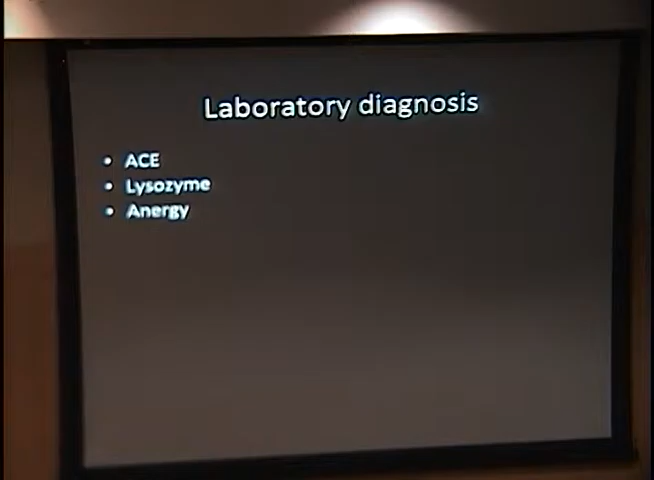 Laboratory diagnosis
• ACE
• Lysozyme
• Anergy